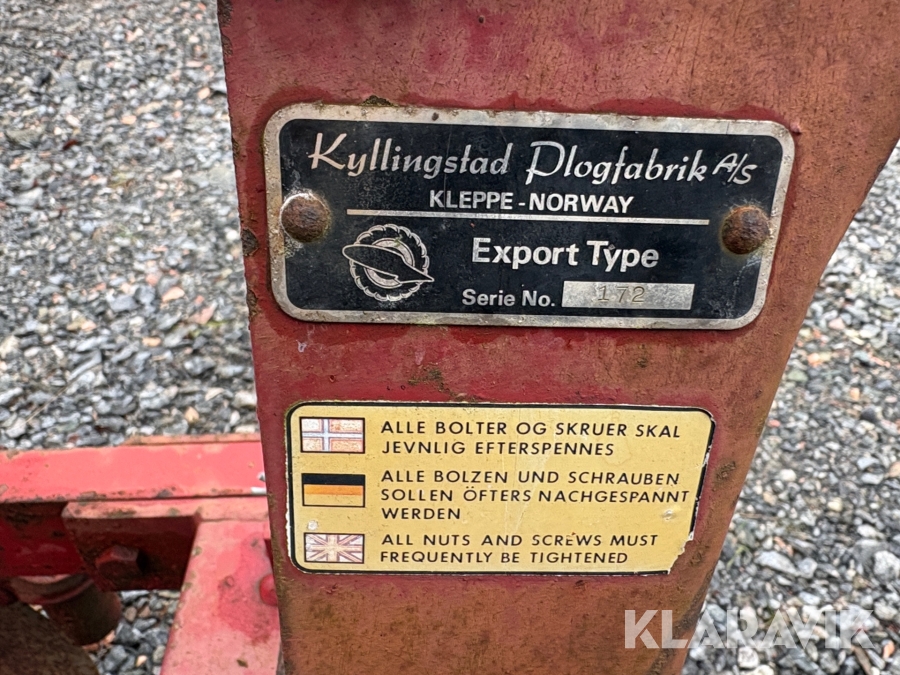 Kyllingstad Plogfabrik A/S
KLEPPE - NORWAY
Export Type
Serie No. 172
ALLE BOLTER OG SKRUER SKAL
JEVNLIG EFTERSPENNES
ALLE BOLZEN UND SCHRAUBEN
SOLLEN ÖFTERS NACHGESPANNT
WERDEN
ALL NUTS AND SCREWS MUST
FREQUENTLY BE TIGHTENED
KLARAVIK